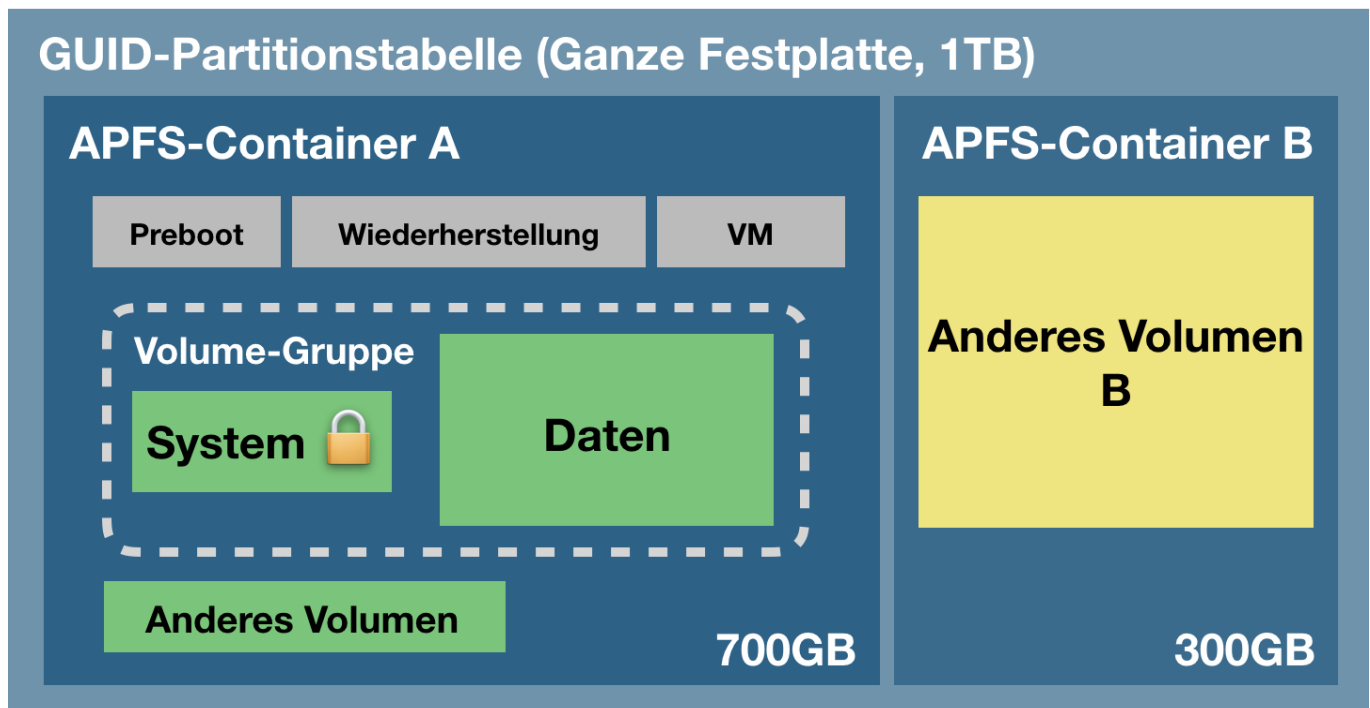 GUID-Partitionstabelle (Ganze Festplatte, 1TB)
APFS-Container A
Preboot
Wiederherstellung
VM
Volume-Gruppe
System
Daten
Anderes Volumen
700GB
APFS-Container B
Anderes Volumen
B
300GB